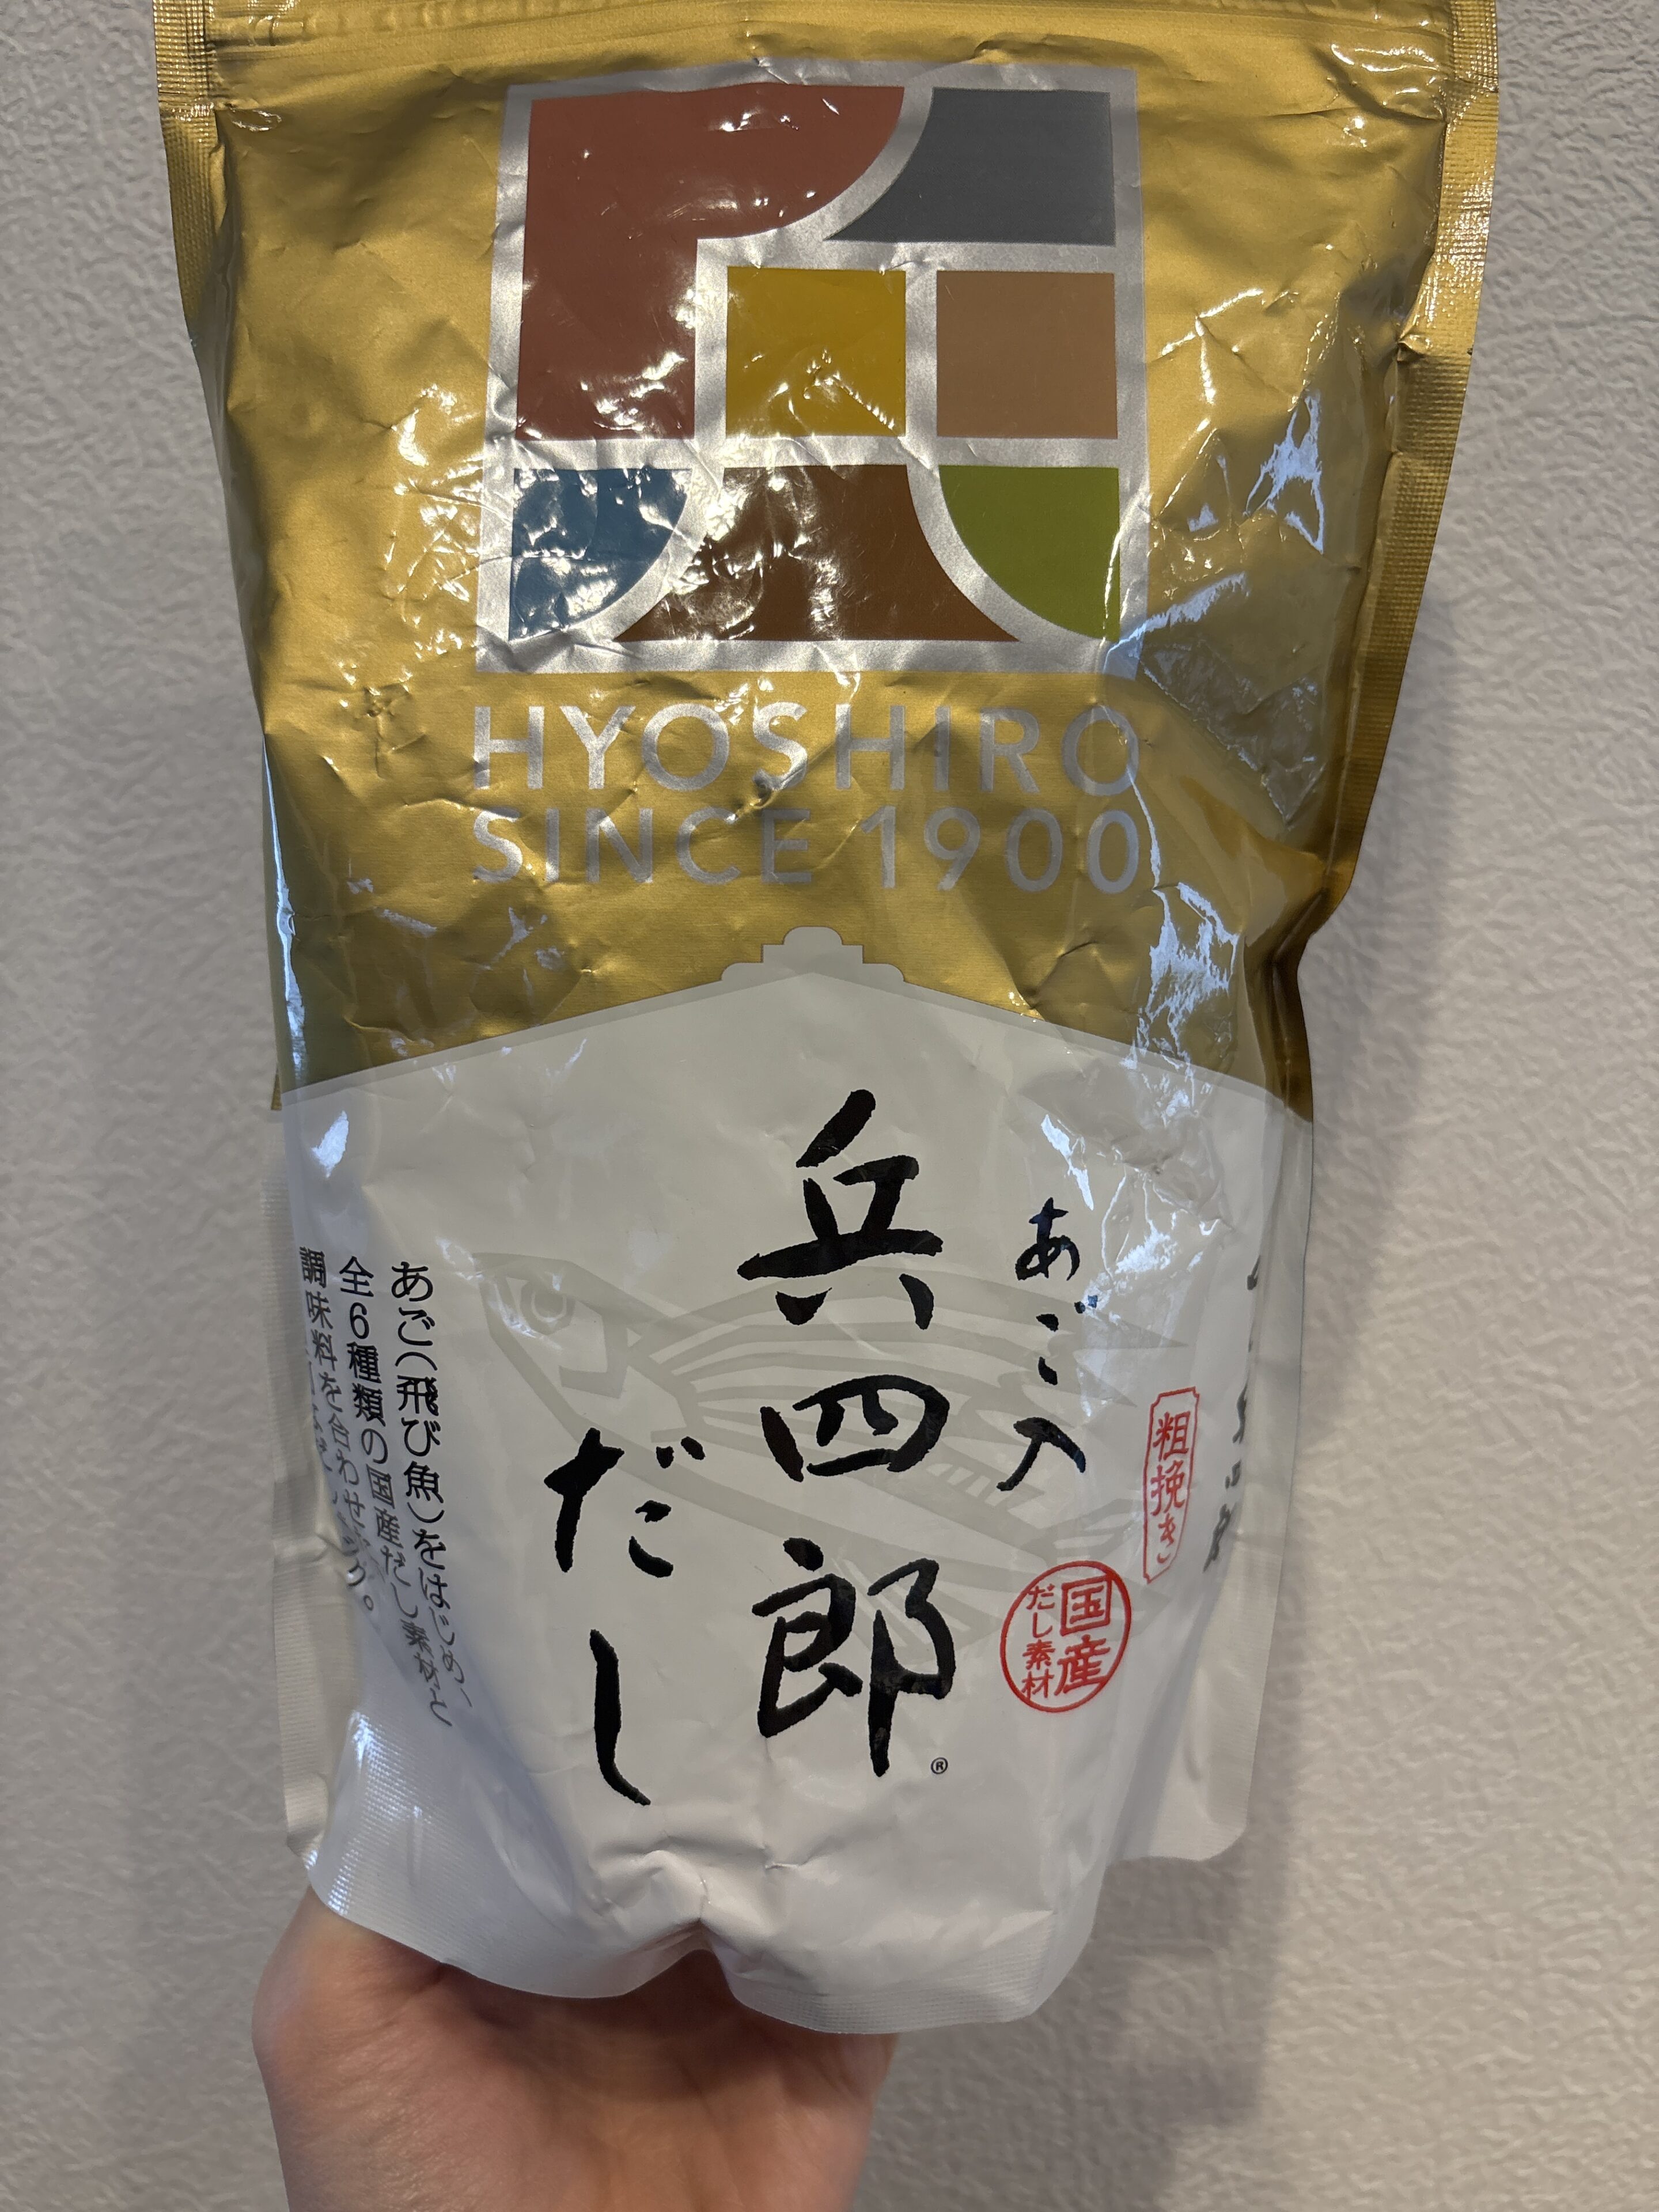 HYOSHIRO
SINCE 1900
粗挽き
国産
だし素材
あご入
兵四郎
®
だし
あご(飛び魚)をはじめ、
全6種類の国産だし素材と
調味料を合わせ